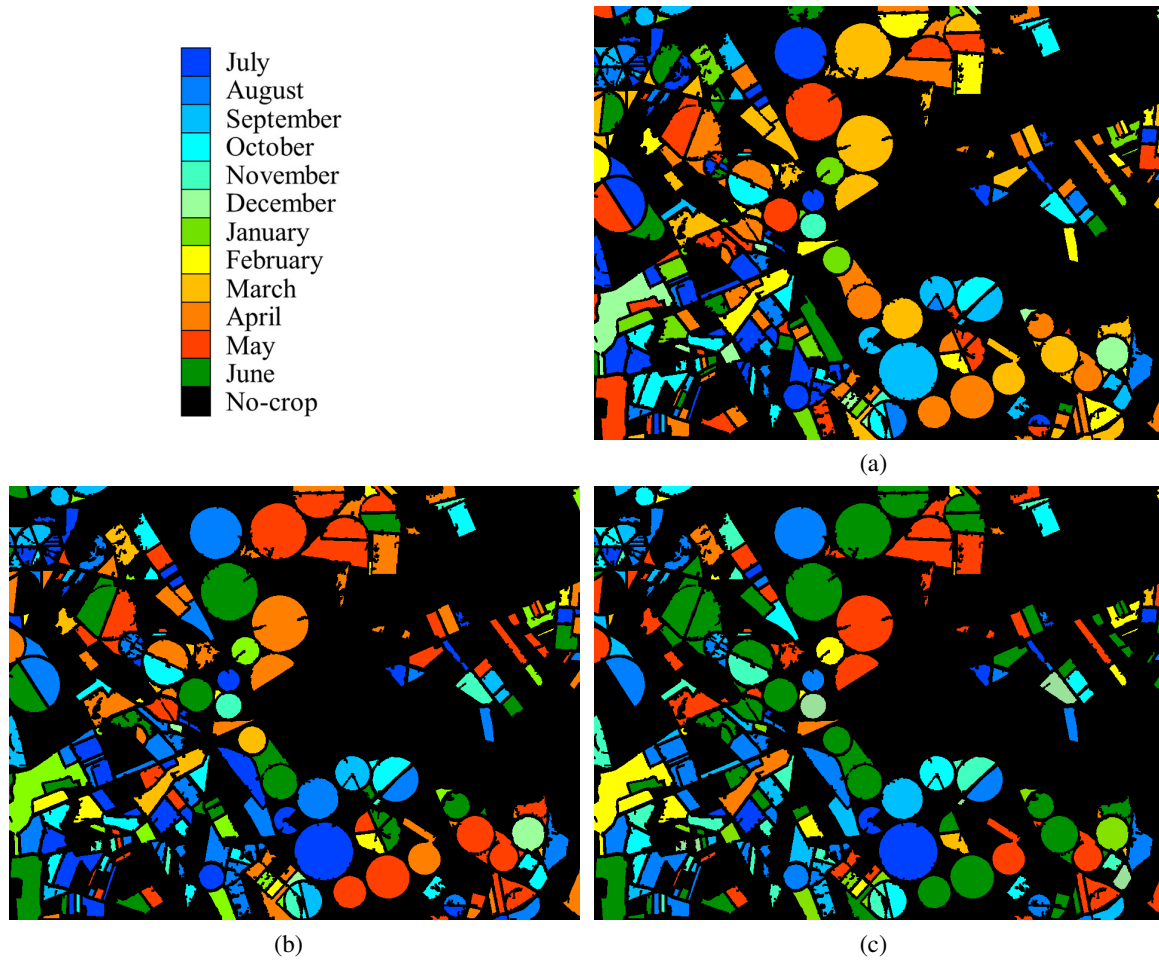 July
August
September
October
November
December
January
February
March
April
May
June
No-crop
(a)
(b)
(c)